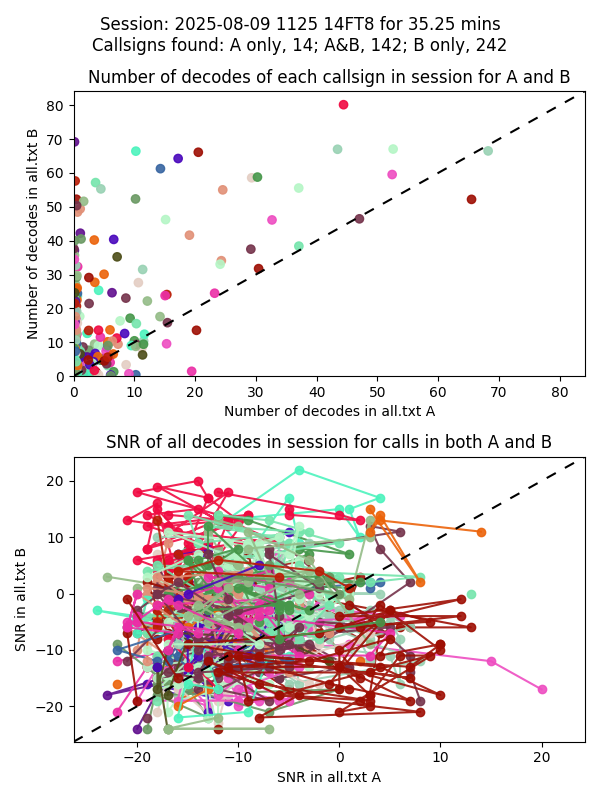 Session: 2025-08-09 1125 14FT8 for 35.25 mins
Callsigns found: A only, 14; A&B, 142; B only, 242
Number of decodes of each callsign in session for A and B
80
70
60
50
40
30
20
10
0
Number of decodes in all.txt B
0 10 20 30 40 50 60 70 80
Number of decodes in all.txt A
SNR of all decodes in session for calls in both A and B
20
10
0
−10
−20
SNR in all.txt B
−20 −10 0 10 20
SNR in all.txt A